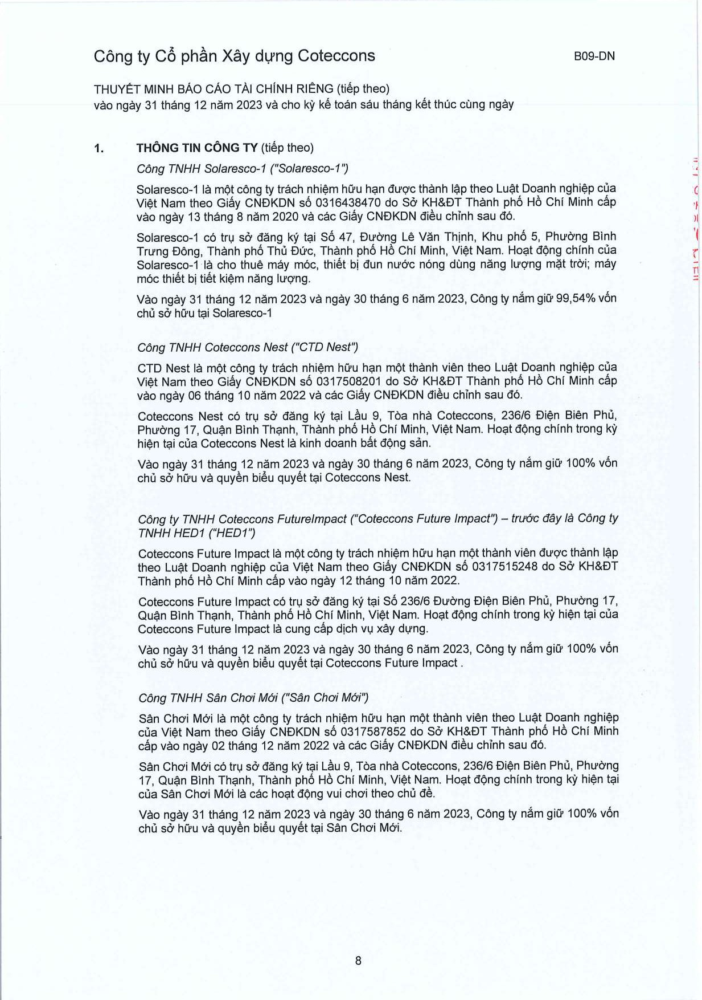 Công ty Cổ phần Xây dựng Coteccons
B09-DN
THUYẾT MINH BÁO CÁO TÀI CHÍNH RIÊNG (tiếp theo)
vào ngày 31 tháng 12 năm 2023 và cho kỳ kế toán sáu tháng kết thúc cùng ngày
1. THÔNG TIN CÔNG TY (tiếp theo)
Công TNHH Solaresco-1 ("Solaresco-1")
Solaresco-1 là một công ty trách nhiệm hữu hạn được thành lập theo Luật Doanh nghiệp của
Việt Nam theo Giấy CNĐKDN số 0316438470 do Sở KH&ĐT Thành phố Hồ Chí Minh cấp
vào ngày 13 tháng 8 năm 2020 và các Giấy CNĐKDN điều chỉnh sau đó.
Solaresco-1 có trụ sở đăng ký tại Số 47, Đường Lê Văn Thịnh, Khu phố 5, Phường Bình
Trưng Đông, Thành phố Thủ Đức, Thành phố Hồ Chí Minh, Việt Nam. Hoạt động chính của
Solaresco-1 là cho thuê máy móc, thiết bị đun nước nóng dùng năng lượng mặt trời; máy
móc thiết bị tiết kiệm năng lượng.
Vào ngày 31 tháng 12 năm 2023 và ngày 30 tháng 6 năm 2023, Công ty nắm giữ 99,54% vốn
chủ sở hữu tại Solaresco-1
Công TNHH Coteccons Nest ("CTD Nest")
CTD Nest là một công ty trách nhiệm hữu hạn một thành viên theo Luật Doanh nghiệp của
Việt Nam theo Giấy CNĐKDN số 0317508201 do Sở KH&ĐT Thành phố Hồ Chí Minh cấp
vào ngày 06 tháng 10 năm 2022 và các Giấy CNĐKDN điều chỉnh sau đó.
Coteccons Nest có trụ sở đăng ký tại Lầu 9, Tòa nhà Coteccons, 236/6 Điện Biên Phủ,
Phường 17, Quận Bình Thạnh, Thành phố Hồ Chí Minh, Việt Nam. Hoạt động chính trong kỳ
hiện tại của Coteccons Nest là kinh doanh bất động sản.
Vào ngày 31 tháng 12 năm 2023 và ngày 30 tháng 6 năm 2023, Công ty nắm giữ 100% vốn
chủ sở hữu và quyền biểu quyết tại Coteccons Nest.
Công ty TNHH Coteccons FutureImpact ("Coteccons Future Impact") – trước đây là Công ty
TNHH HED1 ("HED1")
Coteccons Future Impact là một công ty trách nhiệm hữu hạn một thành viên được thành lập
theo Luật Doanh nghiệp của Việt Nam theo Giấy CNĐKDN số 0317515248 do Sở KH&ĐT
Thành phố Hồ Chí Minh cấp vào ngày 12 tháng 10 năm 2022.
Coteccons Future Impact có trụ sở đăng ký tại Số 236/6 Đường Điện Biên Phủ, Phường 17,
Quận Bình Thạnh, Thành phố Hồ Chí Minh, Việt Nam. Hoạt động chính trong kỳ hiện tại của
Coteccons Future Impact là cung cấp dịch vụ xây dựng.
Vào ngày 31 tháng 12 năm 2023 và ngày 30 tháng 6 năm 2023, Công ty nắm giữ 100% vốn
chủ sở hữu và quyền biểu quyết tại Coteccons Future Impact .
Công TNHH Sân Chơi Mới ("Sân Chơi Mới")
Sân Chơi Mới là một công ty trách nhiệm hữu hạn một thành viên theo Luật Doanh nghiệp
của Việt Nam theo Giấy CNĐKDN số 0317587852 do Sở KH&ĐT Thành phố Hồ Chí Minh
cấp vào ngày 02 tháng 12 năm 2022 và các Giấy CNĐKDN điều chỉnh sau đó.
Sân Chơi Mới có trụ sở đăng ký tại Lầu 9, Tòa nhà Coteccons, 236/6 Điện Biên Phủ, Phường
17, Quận Bình Thạnh, Thành phố Hồ Chí Minh, Việt Nam. Hoạt động chính trong kỳ hiện tại
của Sân Chơi Mới là các hoạt động vui chơi theo chủ đề.
Vào ngày 31 tháng 12 năm 2023 và ngày 30 tháng 6 năm 2023, Công ty nắm giữ 100% vốn
chủ sở hữu và quyền biểu quyết tại Sân Chơi Mới.
8